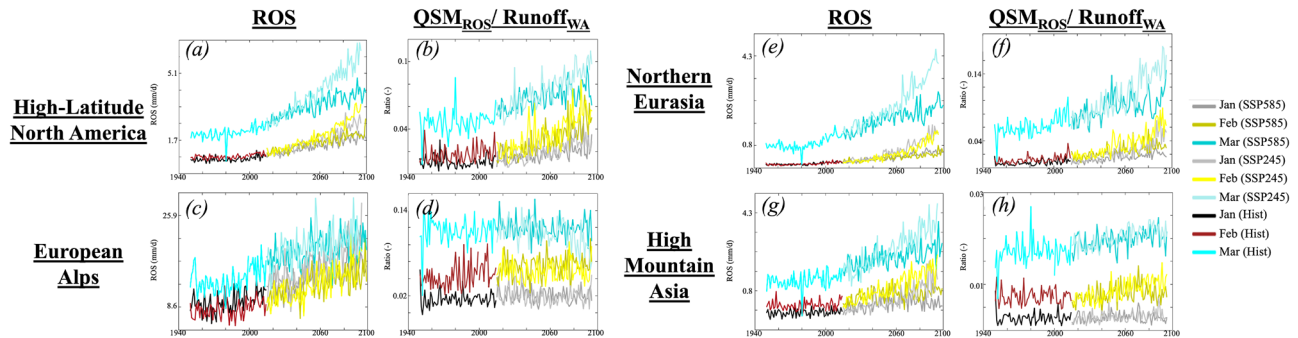 ROS
QSM_ROS/ Runoff_WA
ROS
QSM_ROS/ Runoff_WA
High-Latitude
North America
(a)
5.1
1.7
ROS (mm/d)
1940
2000
2060
2100
(b)
0.1
0.04
Ratio (-)
1940
2000
2060
2100
Northern
Eurasia
(e)
4.3
0.8
ROS (mm/d)
1940
2000
2060
2100
(f)
0.14
0.04
Ratio (-)
1940
2000
2060
2100
European
Alps
(c)
25.9
8.6
ROS (mm/d)
1940
2000
2060
2100
(d)
0.14
0.02
Ratio (-)
1940
2000
2060
2100
High
Mountain
Asia
(g)
4.3
0.8
ROS (mm/d)
1940
2000
2060
2100
(h)
0.03
0.01
Ratio (-)
1940
2000
2060
2100
Jan (SSP585)
Feb (SSP585)
Mar (SSP585)
Jan (SSP245)
Feb (SSP245)
Mar (SSP245)
Jan (Hist)
Feb (Hist)
Mar (Hist)